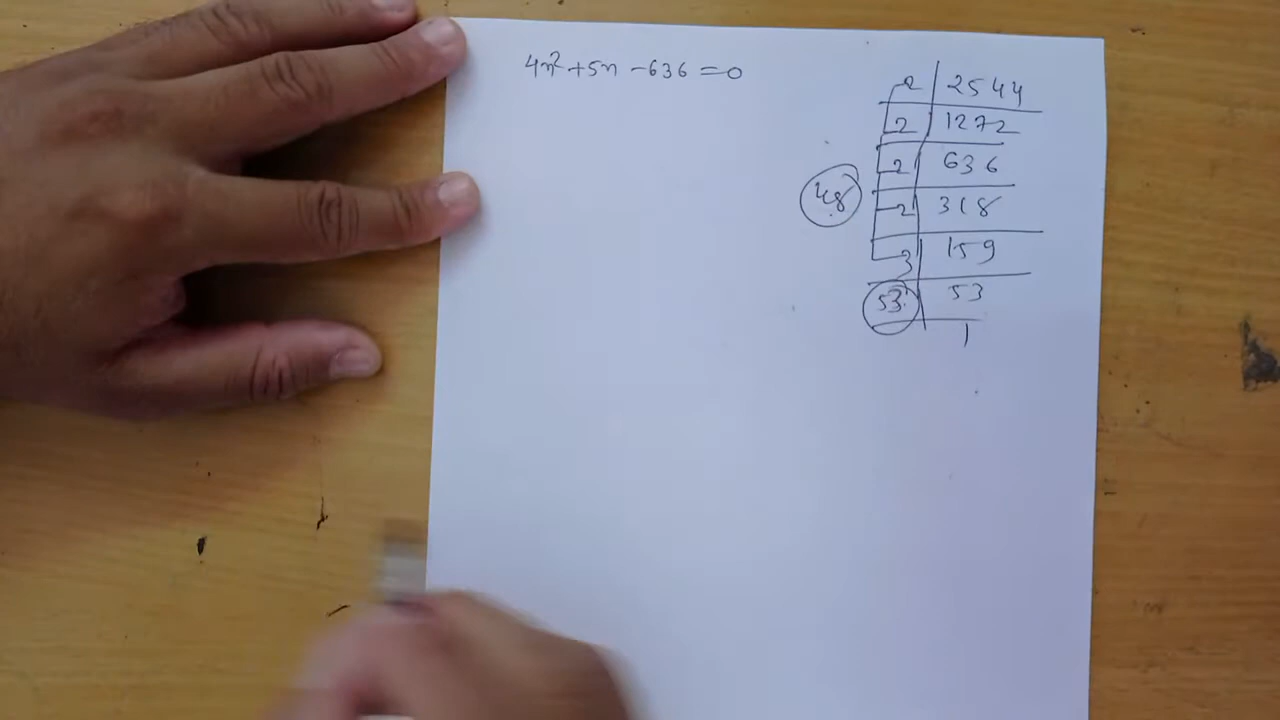 4n²+5n-636=0
2 | 2544
2 | 1272
2 | 636
48
2 | 318
3 | 159
53 | 53
1